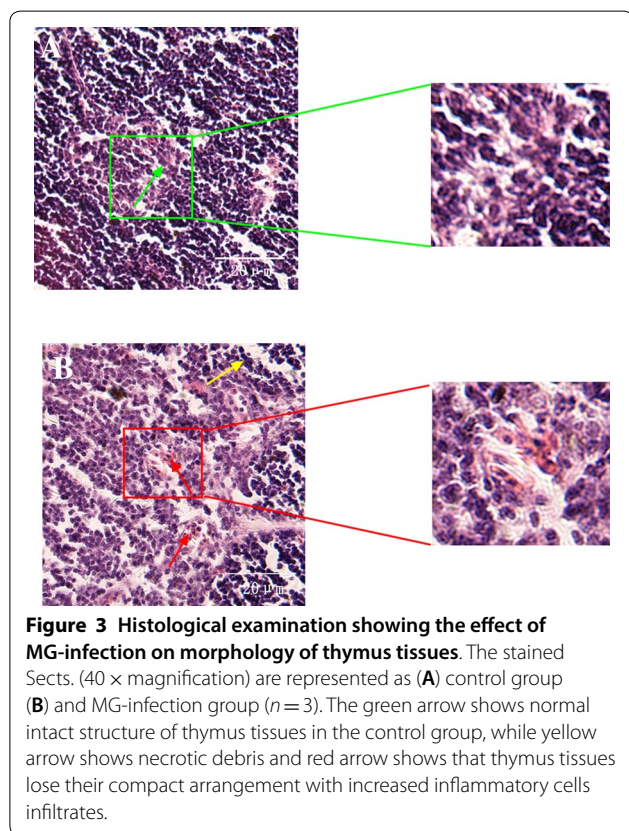 A
20 μm
B
20 μm
Figure 3 Histological examination showing the effect of
MG-infection on morphology of thymus tissues. The stained
Sects. (40 × magnification) are represented as (A) control group
(B) and MG-infection group (n = 3). The green arrow shows normal
intact structure of thymus tissues in the control group, while yellow
arrow shows necrotic debris and red arrow shows that thymus tissues
lose their compact arrangement with increased inflammatory cells
infiltrates.